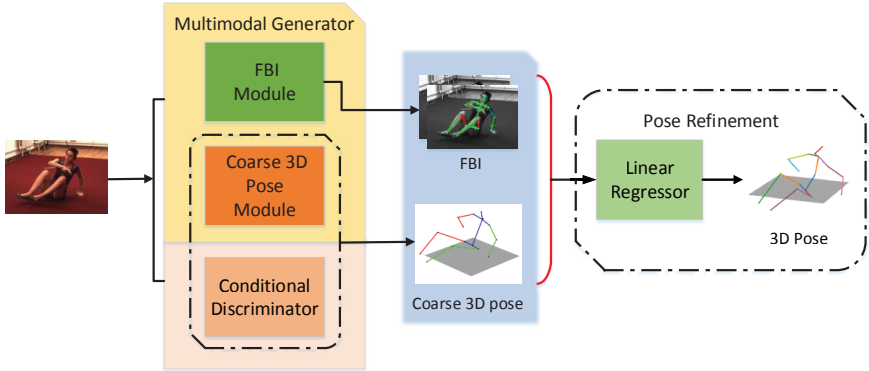 Multimodal Generator
FBI
Module
Coarse 3D
Pose
Module
Conditional
Discriminator
FBI
Coarse 3D pose
Pose Refinement
Linear
Regressor
3D Pose